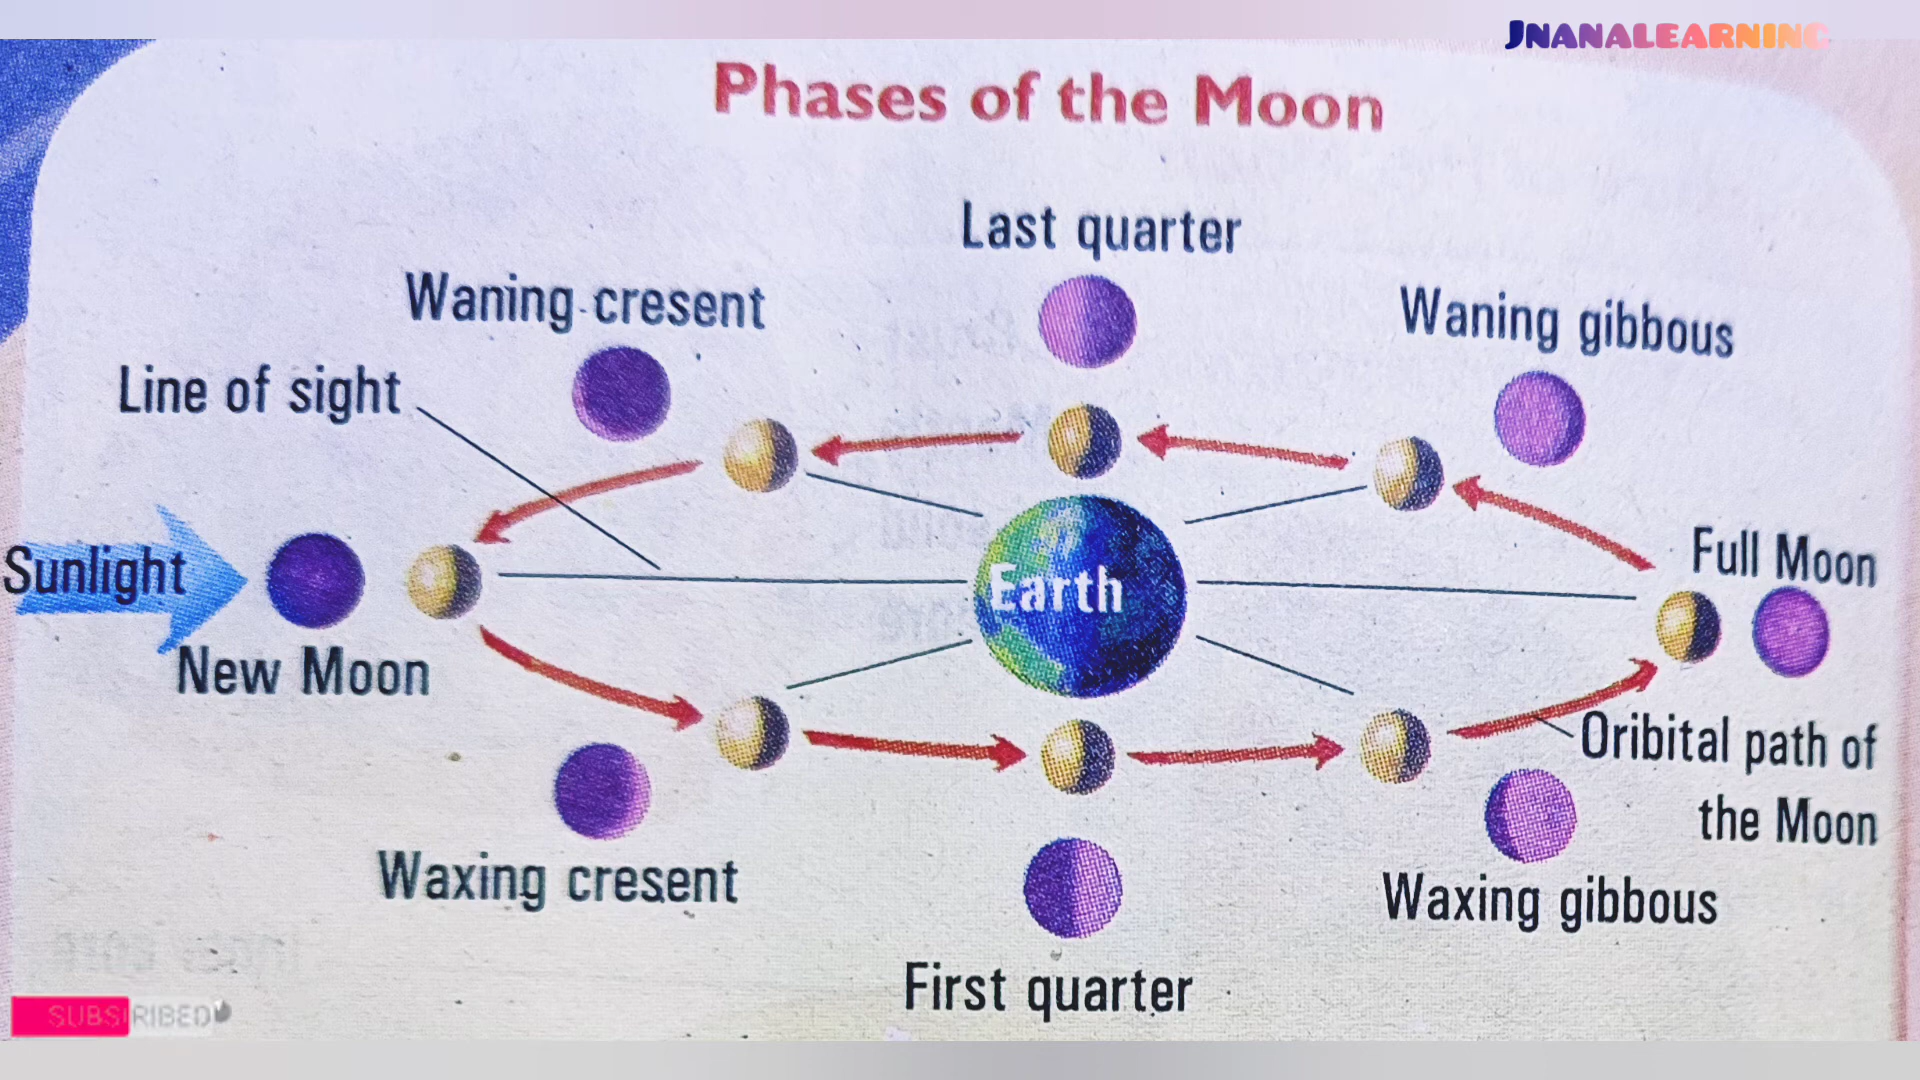 JNANALEARNING
Phases of the Moon
Last quarter
Waning cresent
Waning gibbous
Line of sight
Sunlight
Earth
Full Moon
New Moon
Oribital path of
the Moon
Waxing cresent
Waxing gibbous
First quarter
SUBSCRIBED